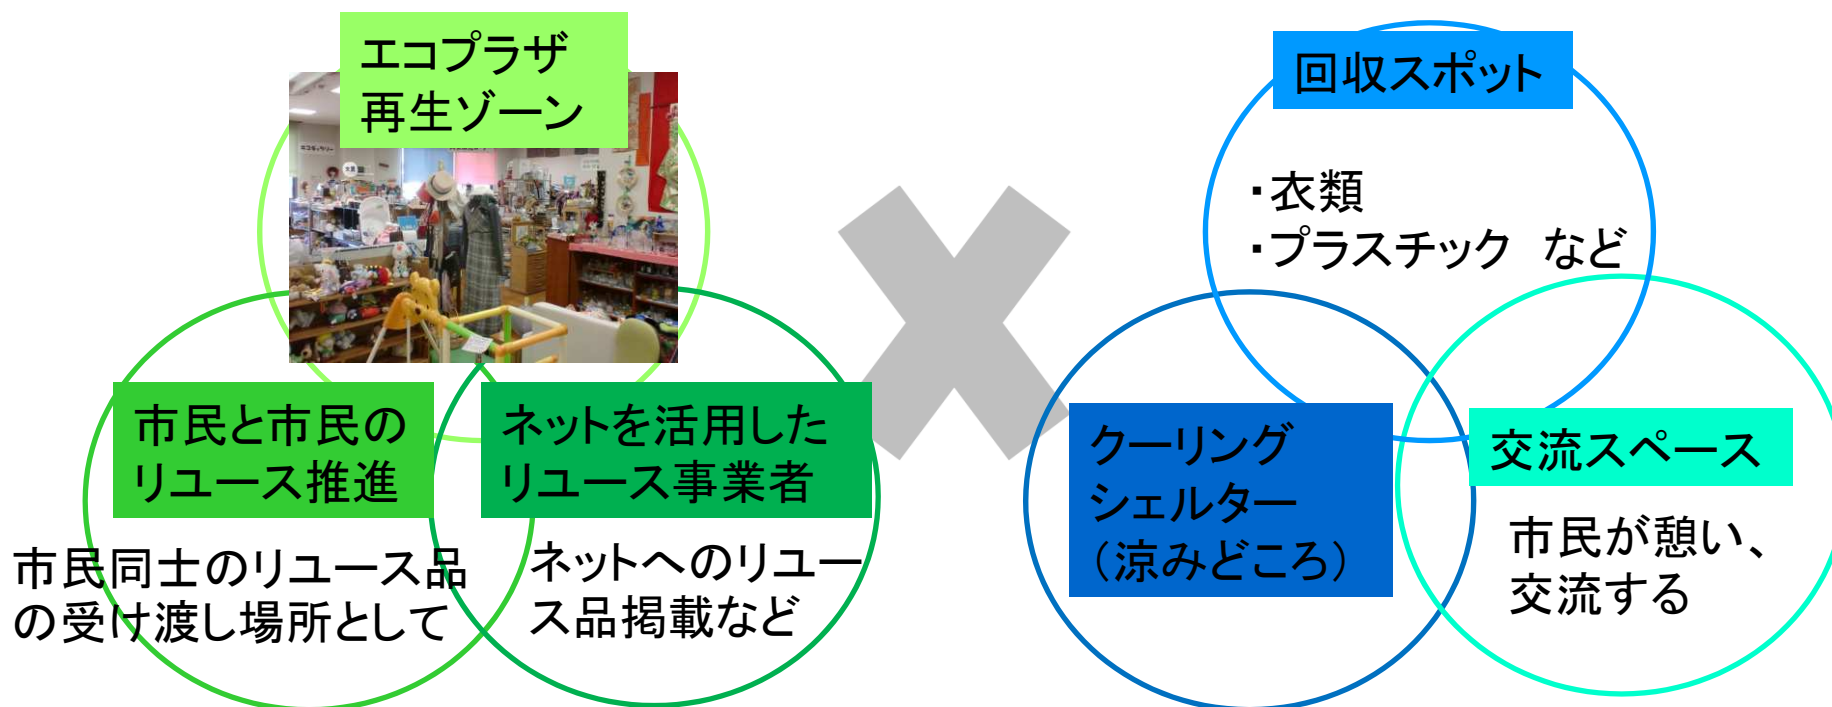 エコプラザ
再生ゾーン
市民と市民の
リユース推進
市民同士のリユース品
の受け渡し場所として
ネットを活用した
リユース事業者
ネットへのリユー
ス品掲載など
回収スポット
・衣類
・プラスチック　など
クーリング
シェルター
（涼みどころ）
交流スペース
市民が憩い、
交流する